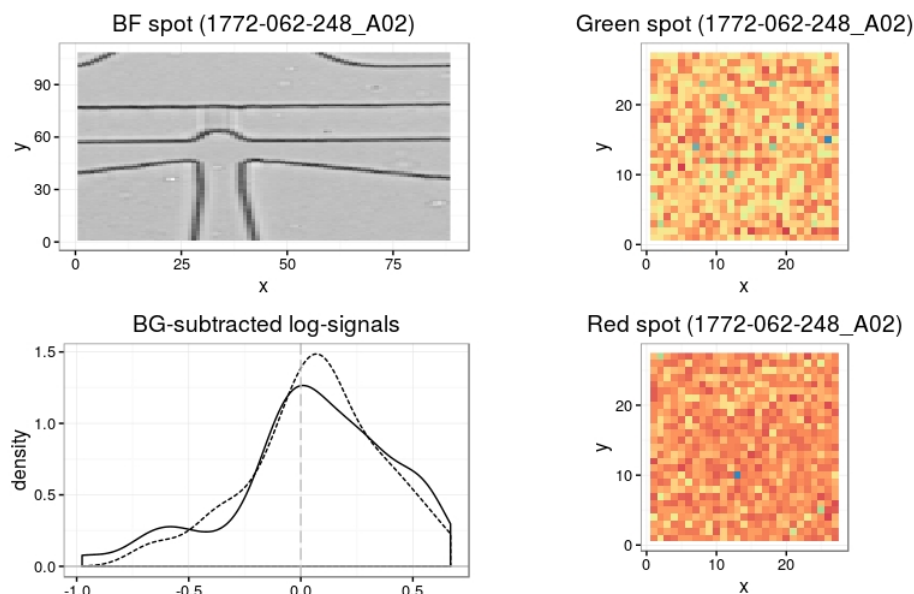 BF spot (1772-062-248_A02)
90
60
30
0
y
0 25 50 75
x
Green spot (1772-062-248_A02)
20
10
0
y
0 10 20
x
BG-subtracted log-signals
1.5
1.0
0.5
0.0
density
-1.0 -0.5 0.0 0.5
Red spot (1772-062-248_A02)
20
10
0
y
0 10 20
x